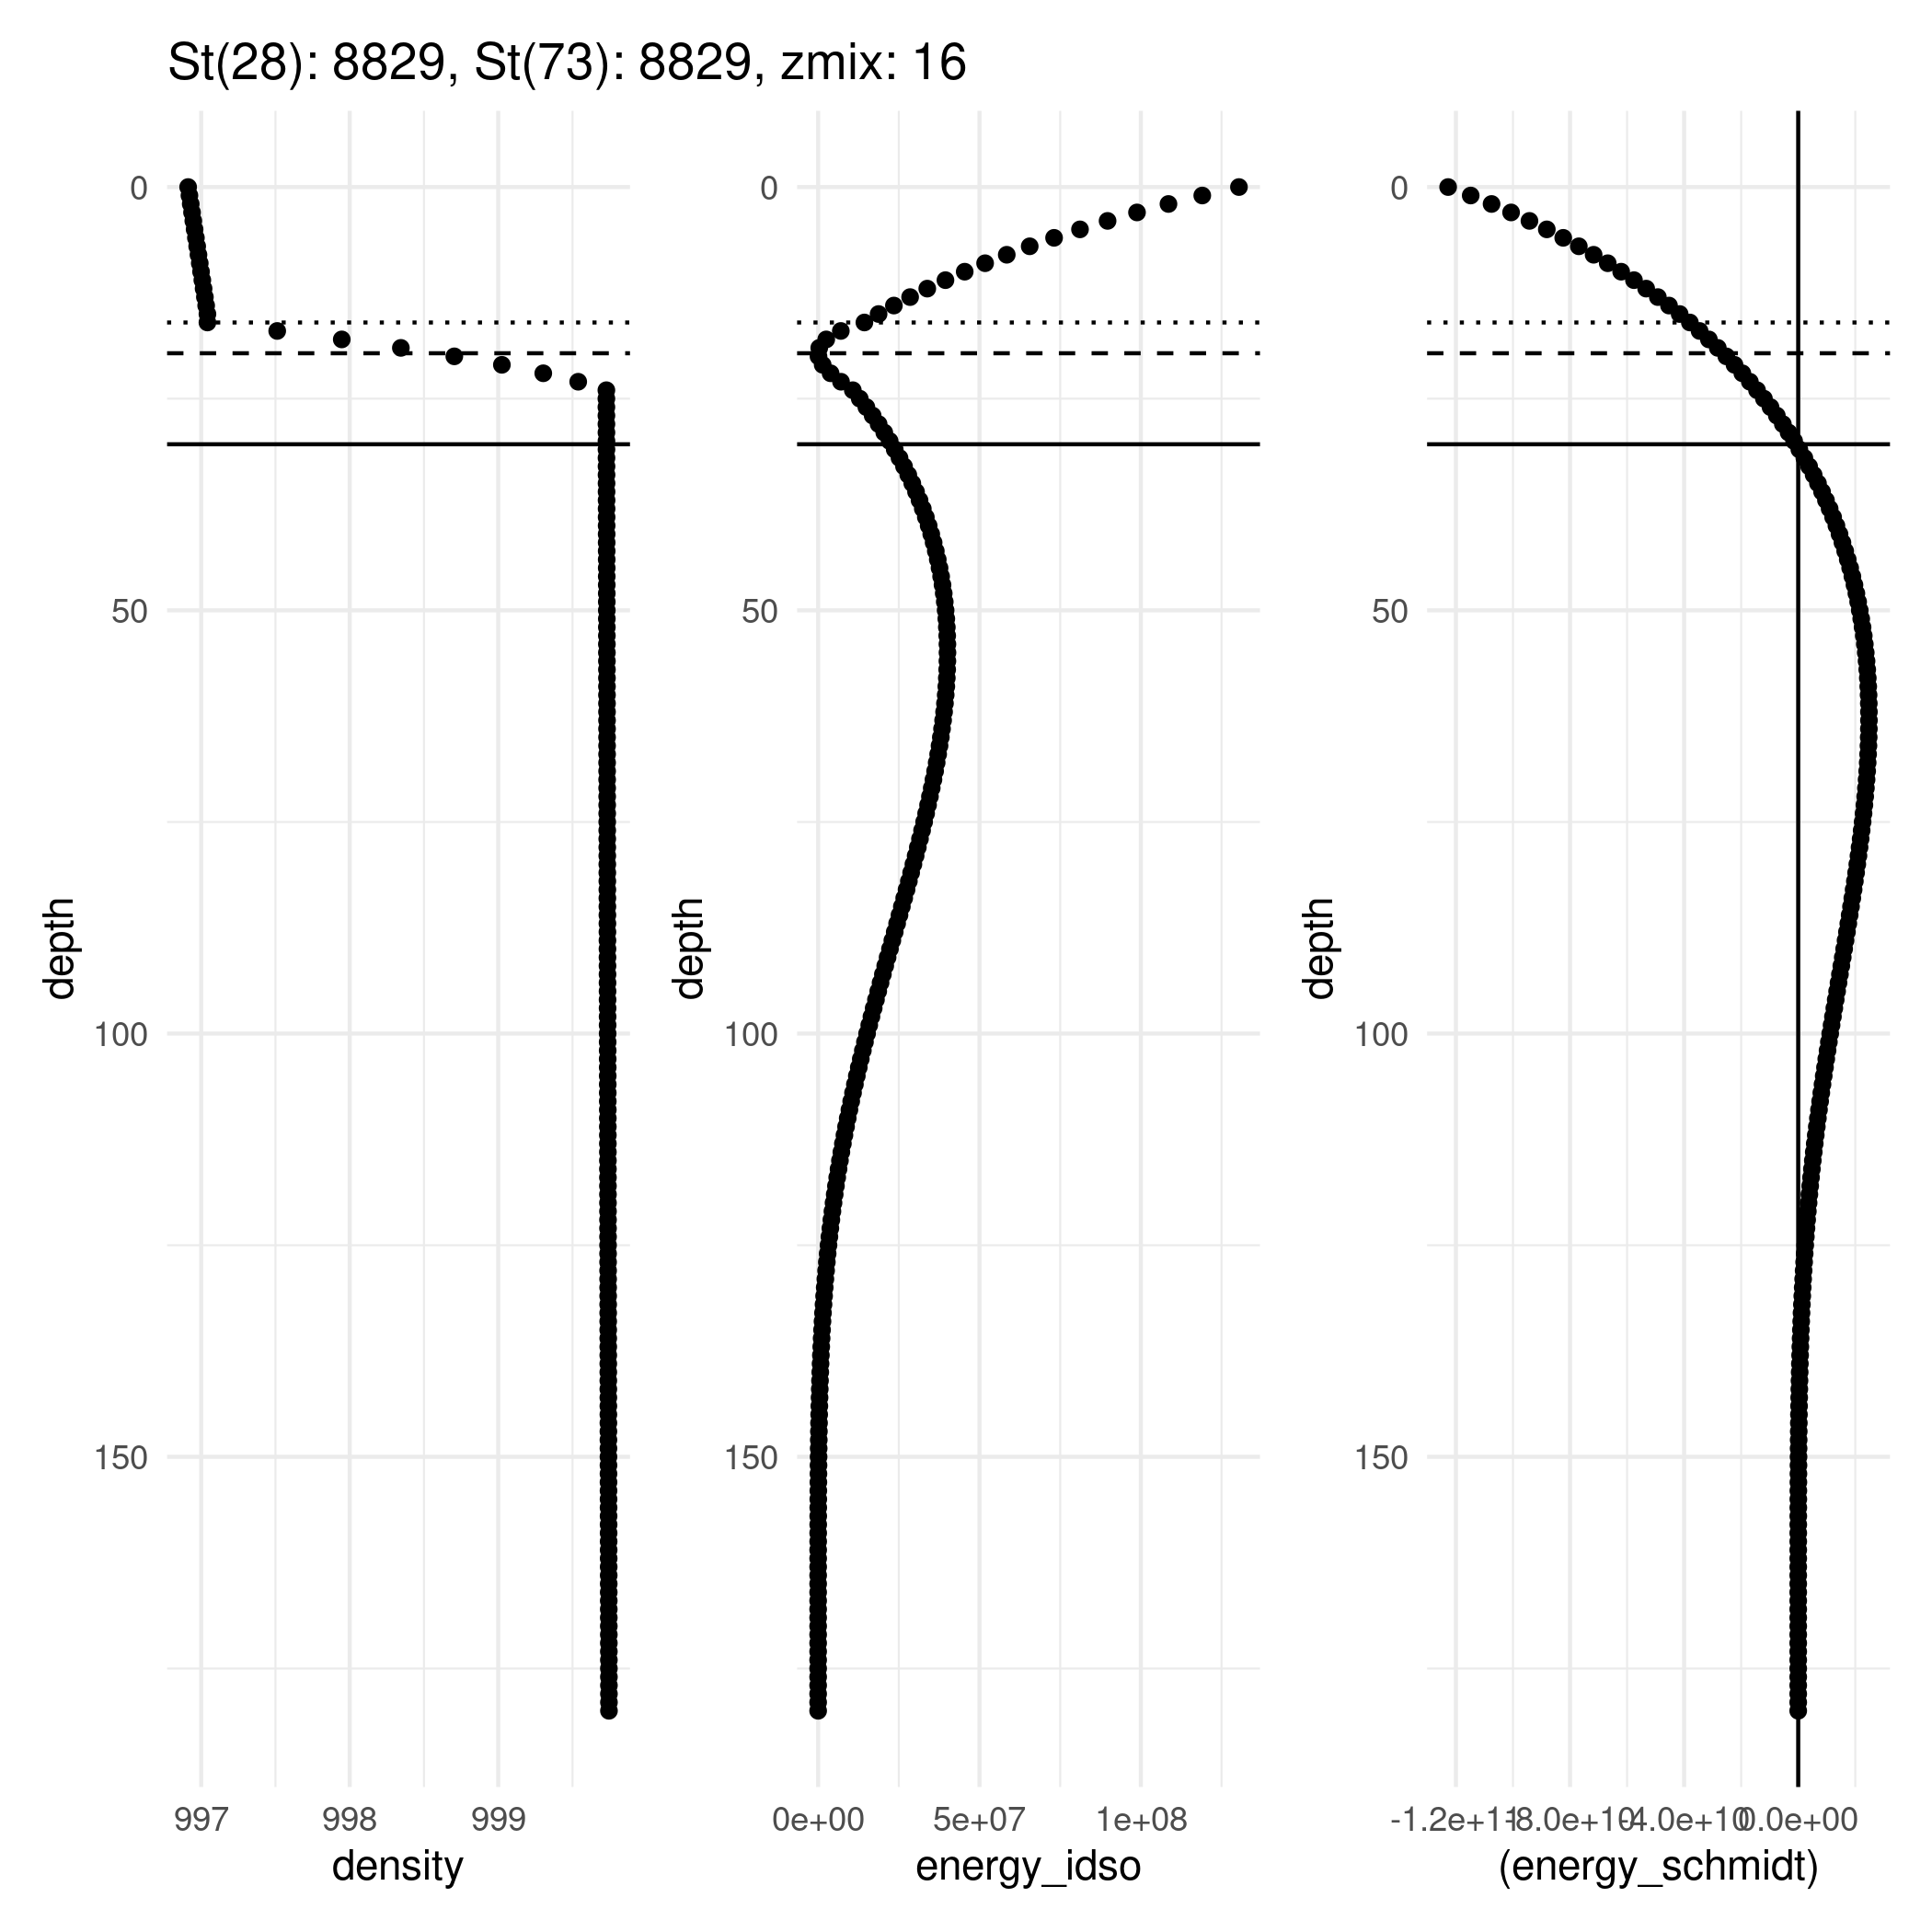 St(28): 8829, St(73): 8829, zmix: 16
0
50
100
150
depth
997 998 999
density
0
50
100
150
depth
0e+00 5e+07 1e+08
energy_idso
0
50
100
150
depth
-1.2e+11 -8.0e+10 -4.0e+10 0.0e+00
(energy_schmidt)